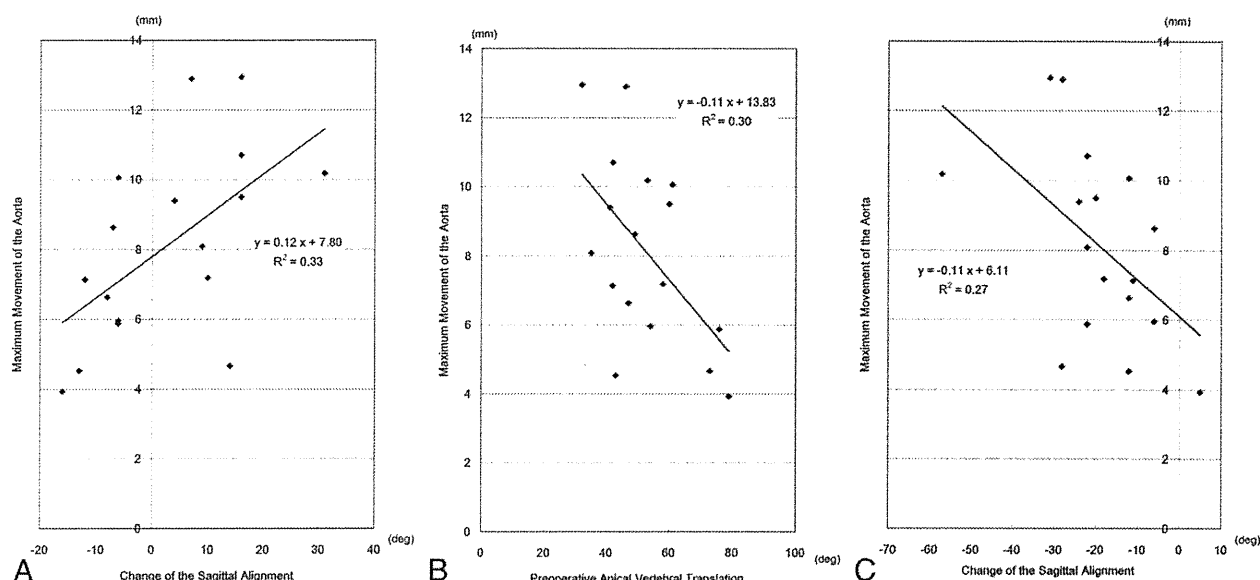 (mm)
14
12
10
8
6
4
2
0
Maximum Movement of the Aorta
y = 0.12 x + 7.80
R² = 0.33
-20
-10
0
10
20
30
40
(deg)
A
Change of the Sagittal Alignment
(mm)
14
12
10
8
6
4
2
0
Maximum Movement of the Aorta
y = -0.11 x + 13.83
R² = 0.30
0
20
40
60
80
100
(deg)
B
Preoperative Apical Vertebral Translation
(mm)
14
12
10
8
6
4
2
0
Maximum Movement of the Aorta
y = -0.11 x + 6.11
R² = 0.27
-70
-60
-50
-40
-30
-20
-10
0
10
(deg)
C
Change of the Sagittal Alignment